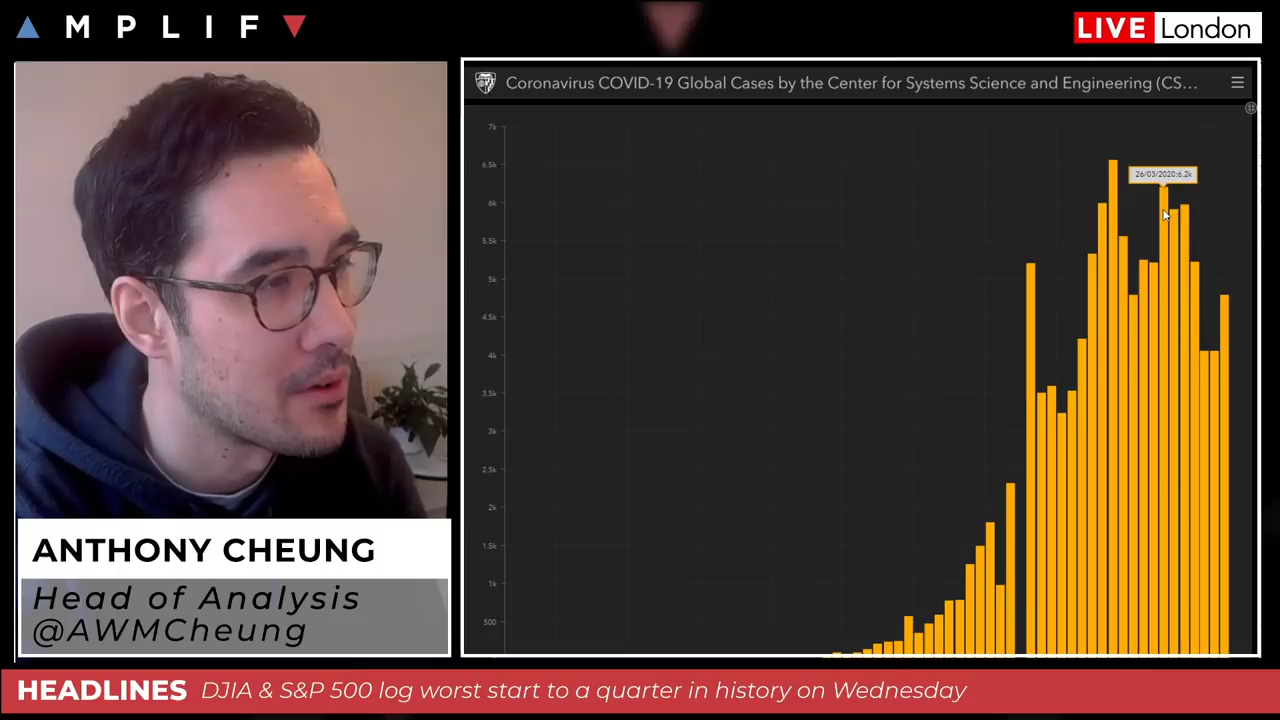 MPLIF
LIVE London
Coronavirus COVID-19 Global Cases by the Center for Systems Science and Engineering (CS...
7k
6.5k
26/03/2020:6.2k
6k
5.5k
5k
4.5k
4k
3.5k
3k
2.5k
2k
1.5k
1k
500
ANTHONY CHEUNG
Head of Analysis
@AWMCheung
HEADLINES DJIA & S&P 500 log worst start to a quarter in history on Wednesday